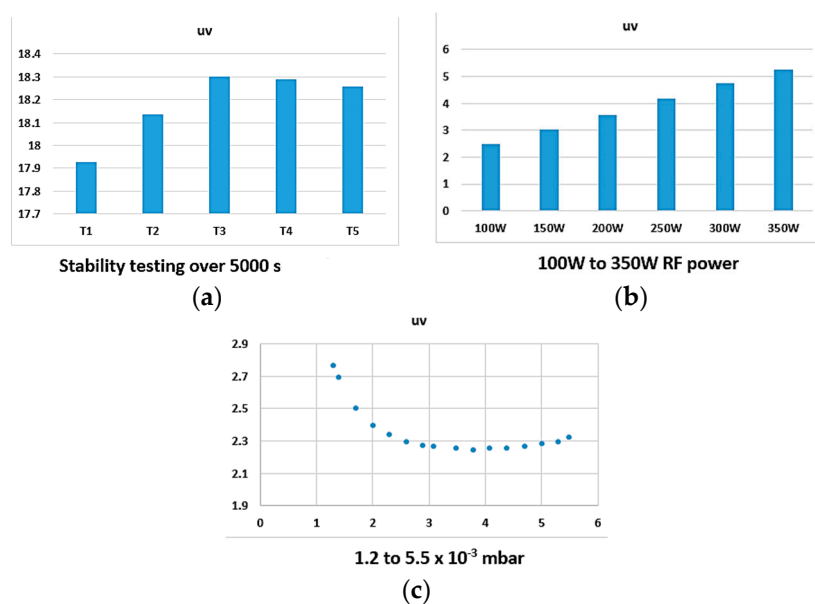 uv
18.4
18.3
18.2
18.1
18
17.9
17.8
17.7
T1 T2 T3 T4 T5
Stability testing over 5000 s
(a)
uv
6
5
4
3
2
1
0
100W 150W 200W 250W 300W 350W
100W to 350W RF power
(b)
uv
2.9
2.7
2.5
2.3
2.1
1.9
0 1 2 3 4 5 6
1.2 to 5.5 x 10⁻³ mbar
(c)